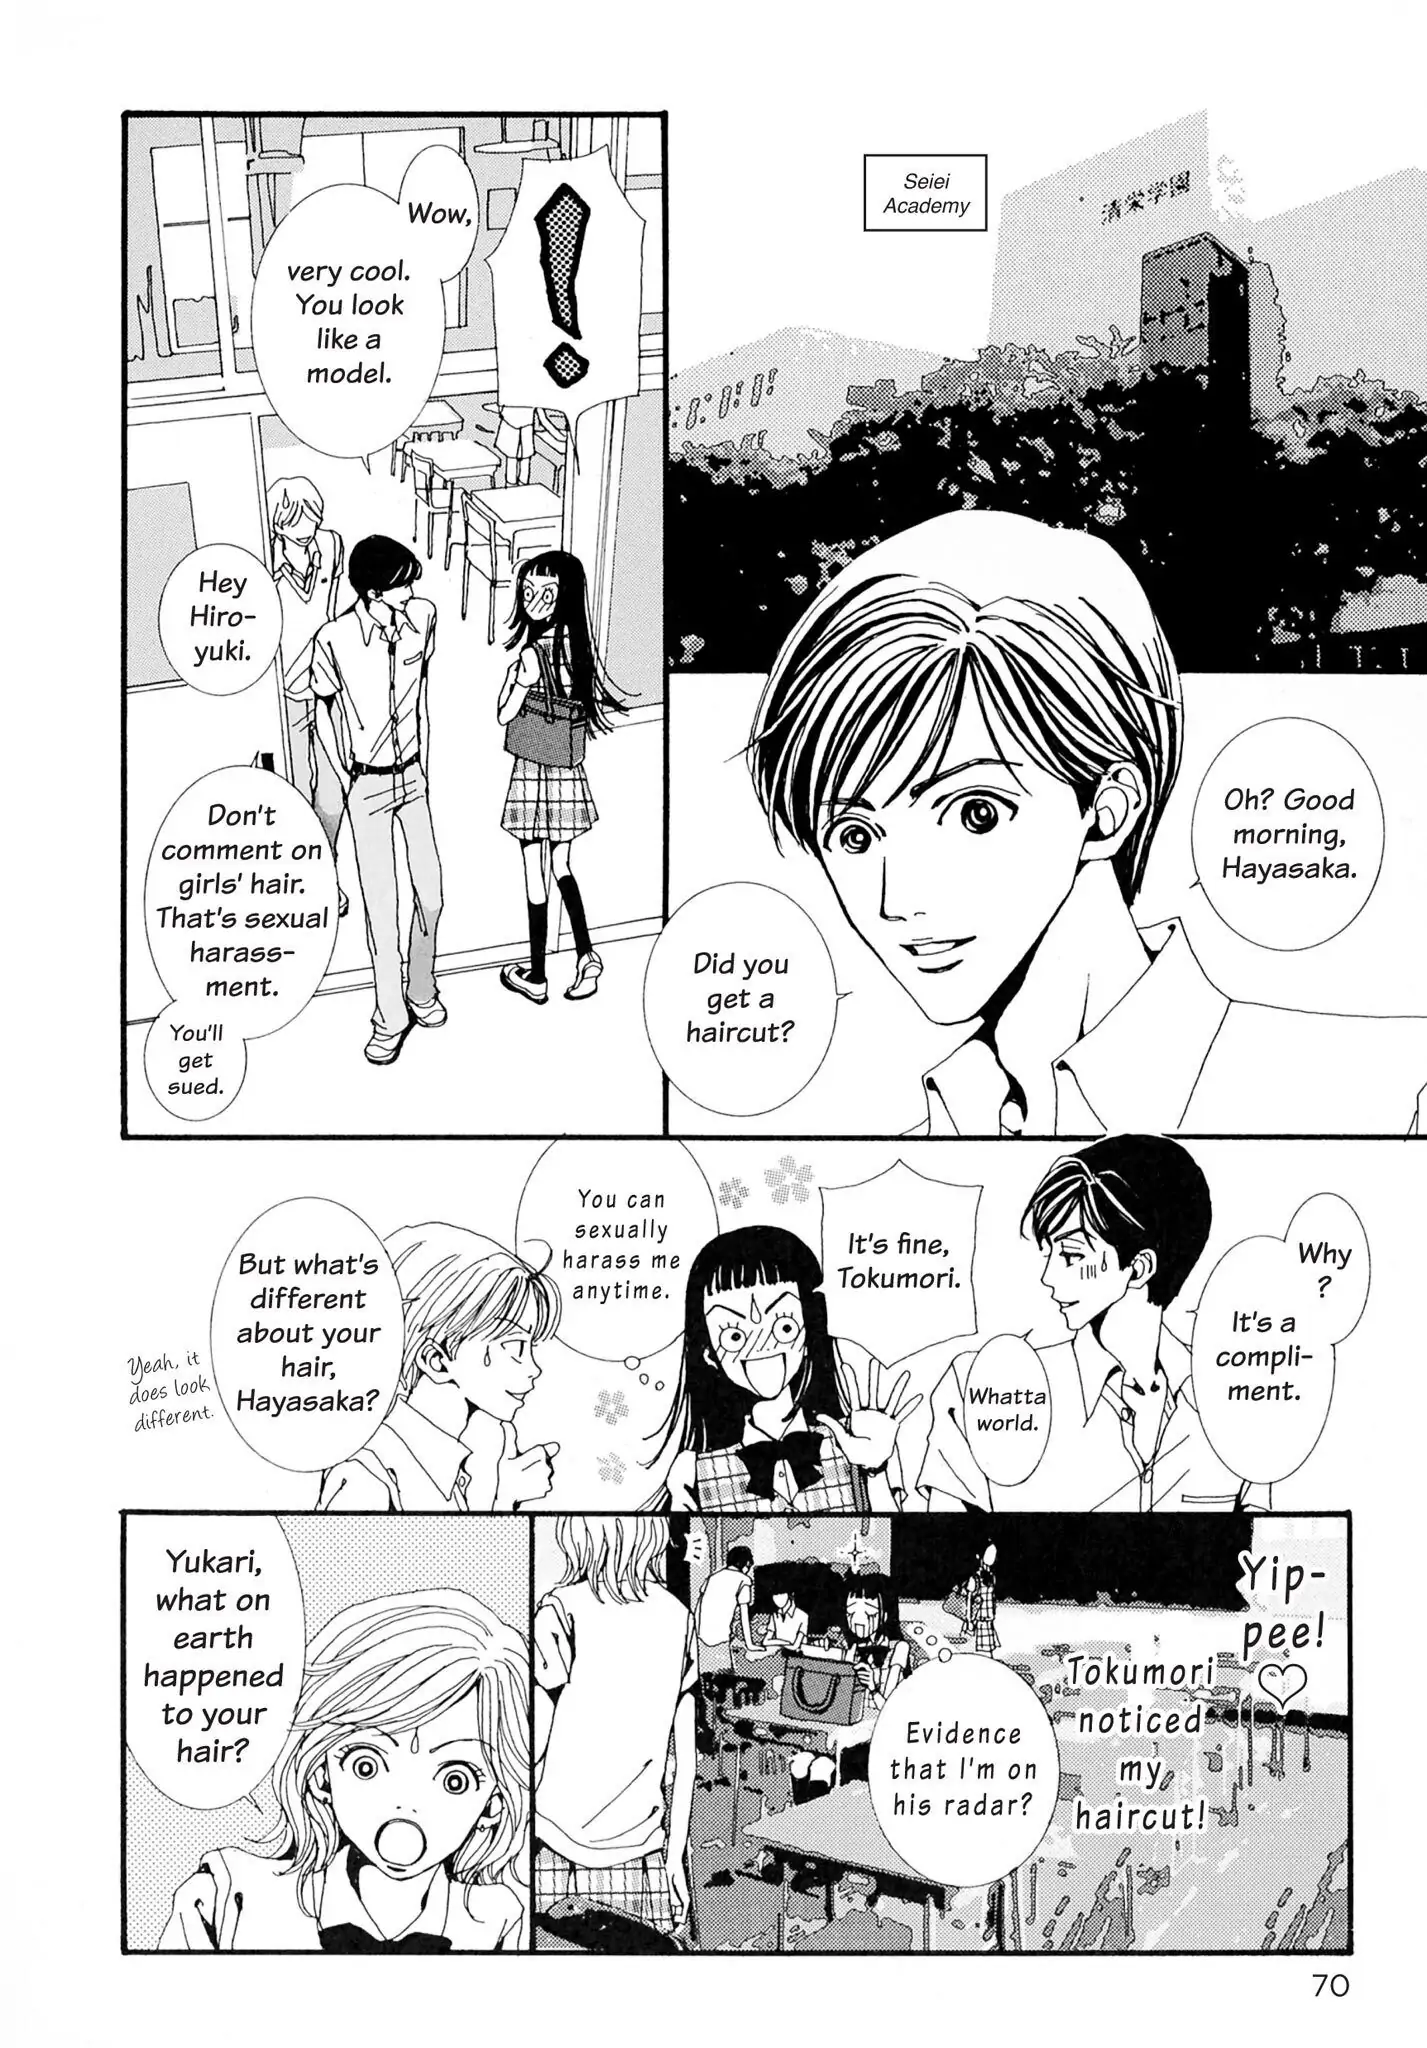 Seiei
Academy
清栄学園
Oh? Good
morning,
Hayasaka.
Did you
get a
haircut?
Wow,
very cool.
You look
like a
model.
Hey
Hiro-
yuki.
Don't
comment on
girls' hair.
That's sexual
harass-
ment.
You'll
get
sued.
Why
?
It's a
compli-
ment.
Whatta
world.
It's fine,
Tokumori.
You can
sexually
harass me
anytime.
But what's
different
about your
hair,
Hayasaka?
Yeah, it
does look
different.
Yip-
pee!
Tokumori
noticed
my
haircut!
Evidence
that I'm on
his radar?
Yukari,
what on
earth
happened
to your
hair?
70